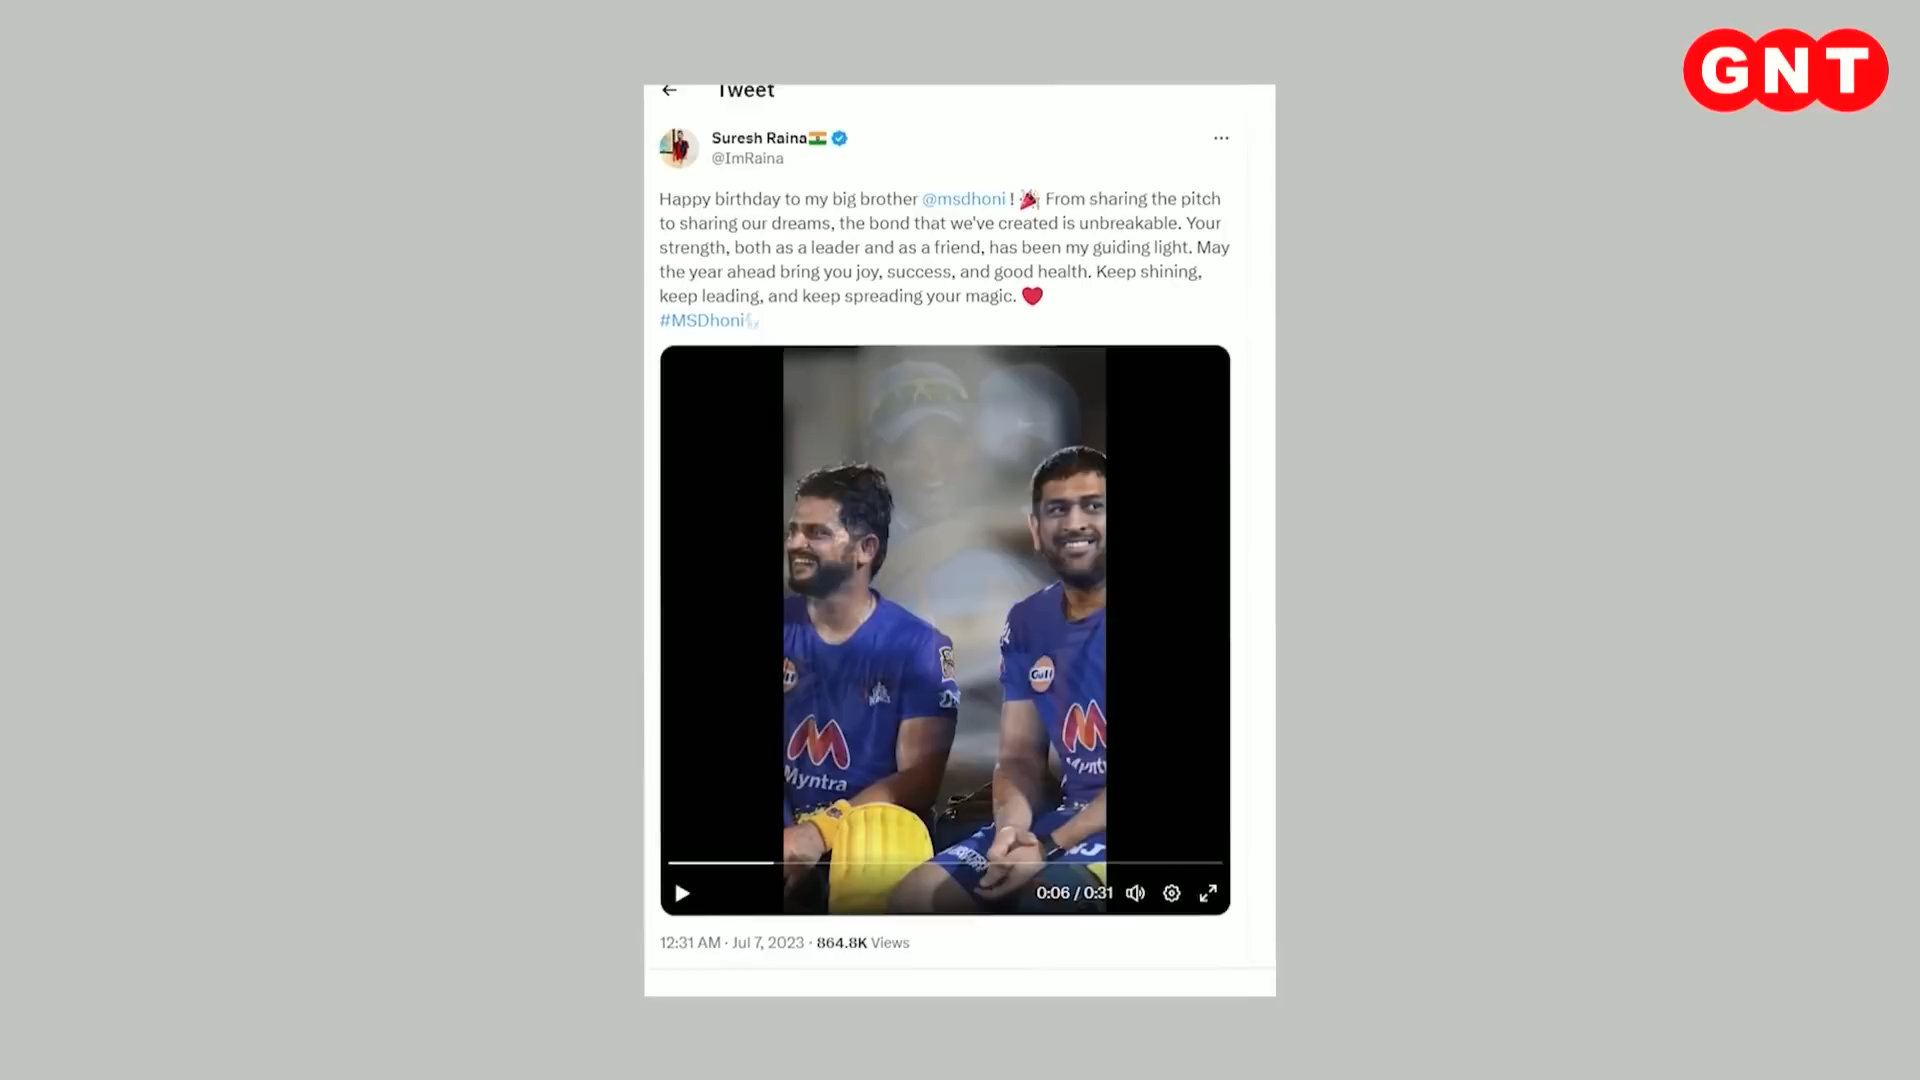 GNT
Tweet
Suresh Raina🇮🇳
@ImRaina
Happy birthday to my big brother @msdhoni ! 🎉 From sharing the pitch
to sharing our dreams, the bond that we've created is unbreakable. Your
strength, both as a leader and as a friend, has been my guiding light. May
the year ahead bring you joy, success, and good health. Keep shining,
keep leading, and keep spreading your magic. ❤️
#MSDhoni
Gulf
Myntra
0:06 / 0:31
12:31 AM · Jul 7, 2023 · 864.8K Views